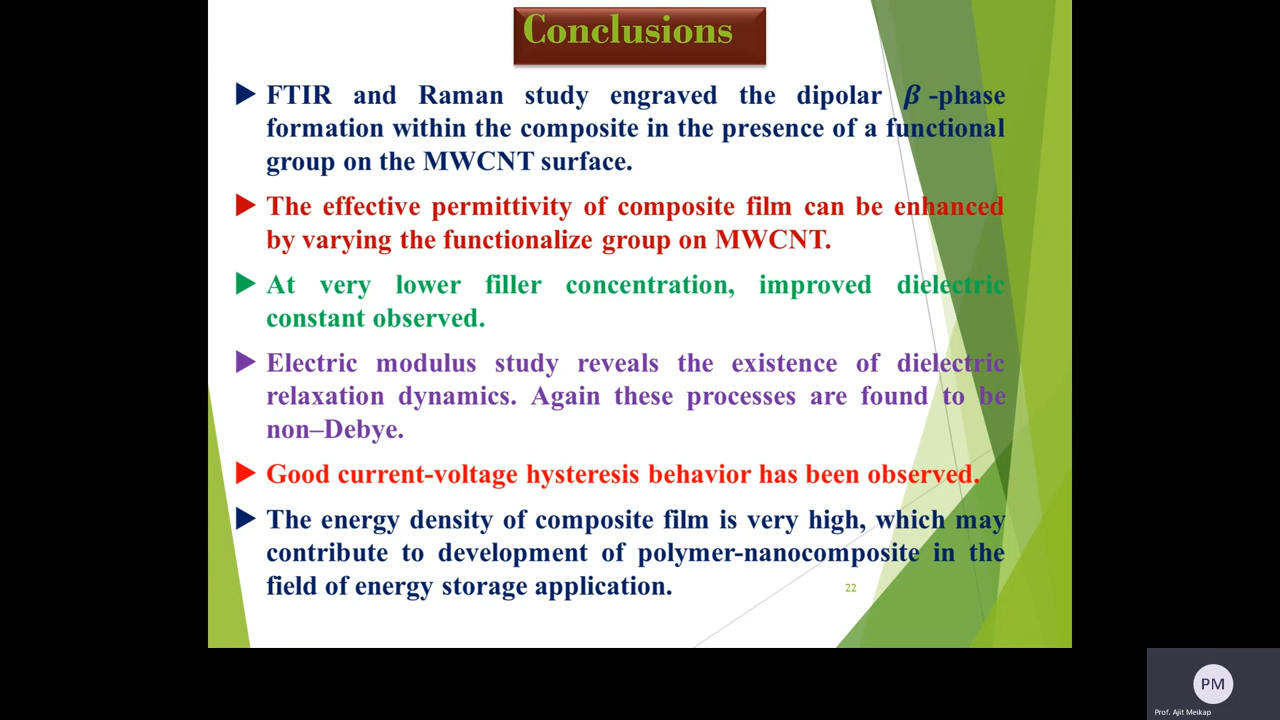 Conclusions
FTIR and Raman study engraved the dipolar β -phase
formation within the composite in the presence of a functional
group on the MWCNT surface.
The effective permittivity of composite film can be enhanced
by varying the functionalize group on MWCNT.
At very lower filler concentration, improved dielectric
constant observed.
Electric modulus study reveals the existence of dielectric
relaxation dynamics. Again these processes are found to be
non–Debye.
Good current-voltage hysteresis behavior has been observed.
The energy density of composite film is very high, which may
contribute to development of polymer-nanocomposite in the
field of energy storage application.
22
PM
Prof. Ajit Meikap